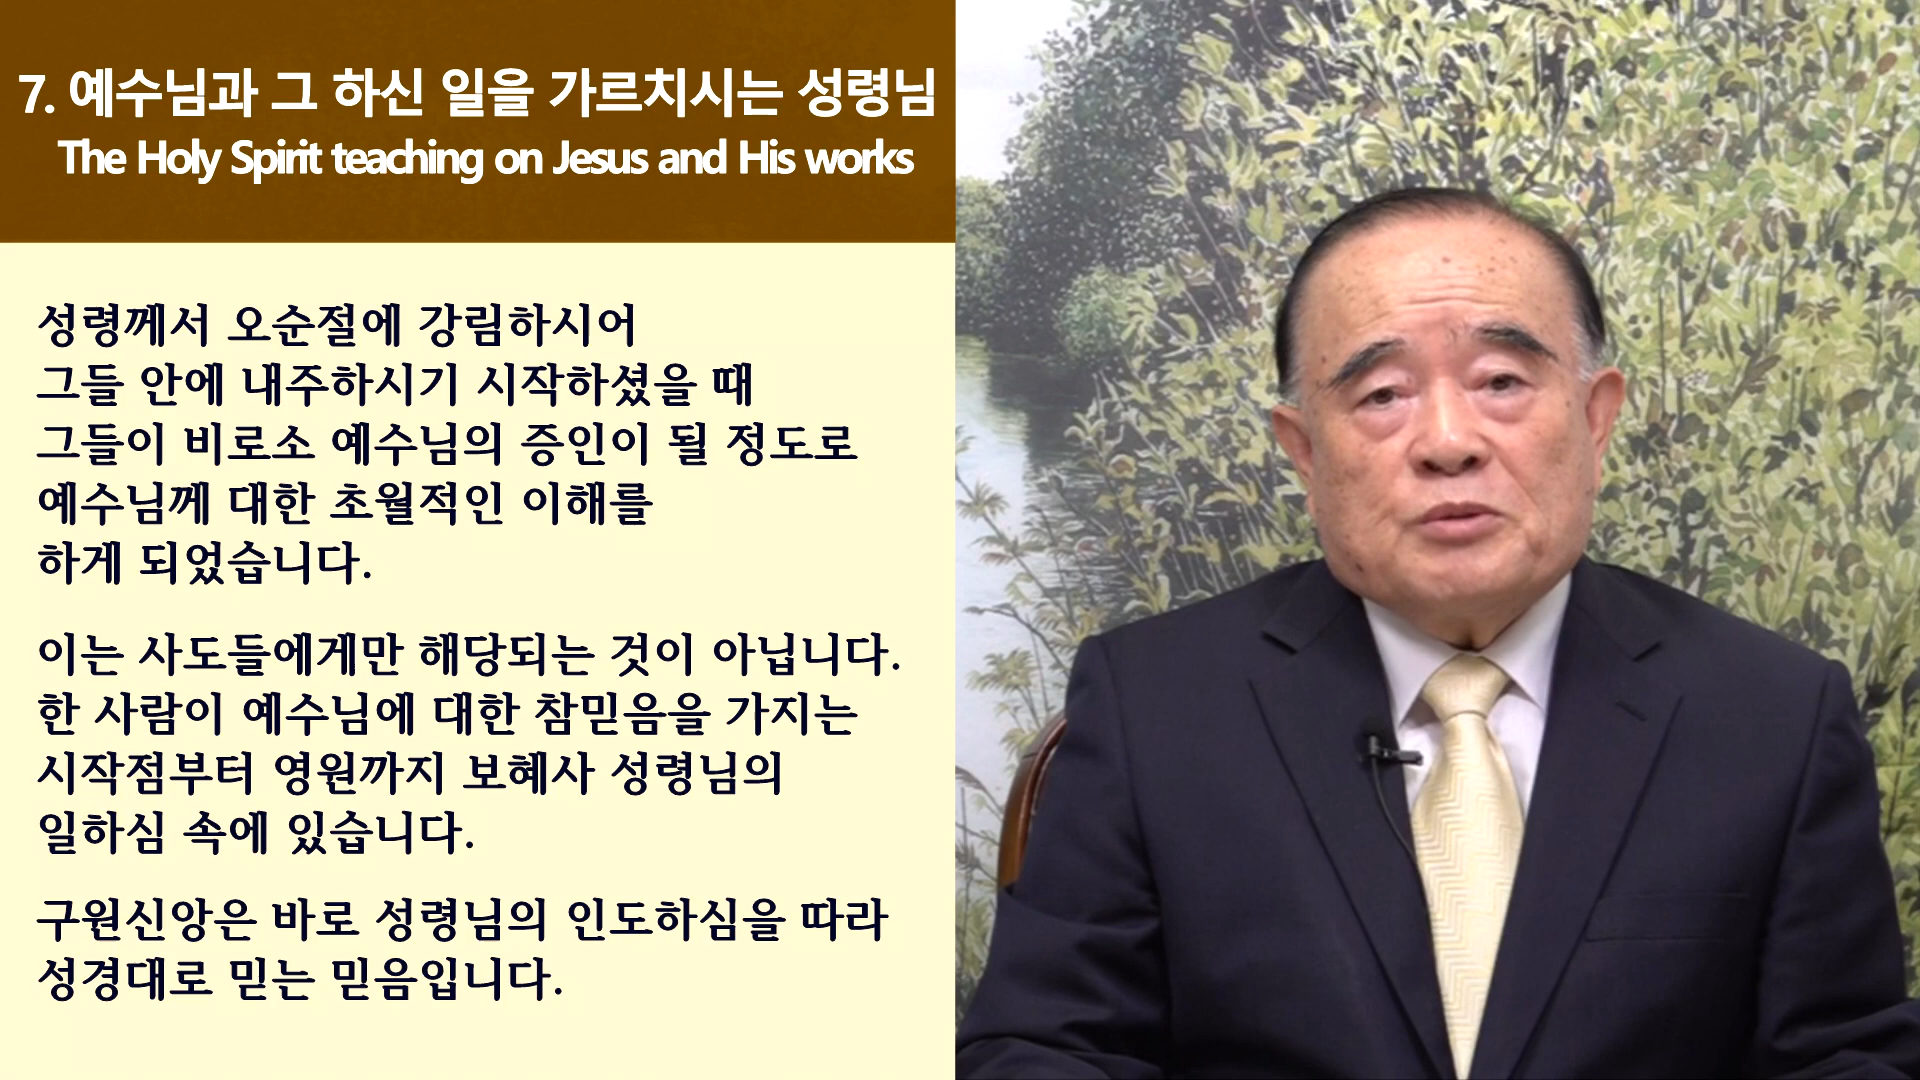 7. 예수님과 그 하신 일을 가르치시는 성령님
The Holy Spirit teaching on Jesus and His works
성령께서 오순절에 강림하시어
그들 안에 내주하시기 시작하셨을 때
그들이 비로소 예수님의 증인이 될 정도로
예수님께 대한 초월적인 이해를
하게 되었습니다.
이는 사도들에게만 해당되는 것이 아닙니다.
한 사람이 예수님에 대한 참믿음을 가지는
시작점부터 영원까지 보혜사 성령님의
일하심 속에 있습니다.
구원신앙은 바로 성령님의 인도하심을 따라
성경대로 믿는 믿음입니다.